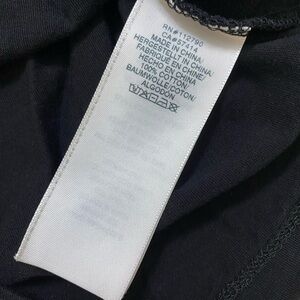 RN#112790
CA#57414
MADE IN CHINA/
HERGESTELLT IN CHINA/
FABRIQUÉ EN CHINE/
HECHO EN CHINA
100% COTTON/
BAUMWOLLE/COTON/
ALGODÓN